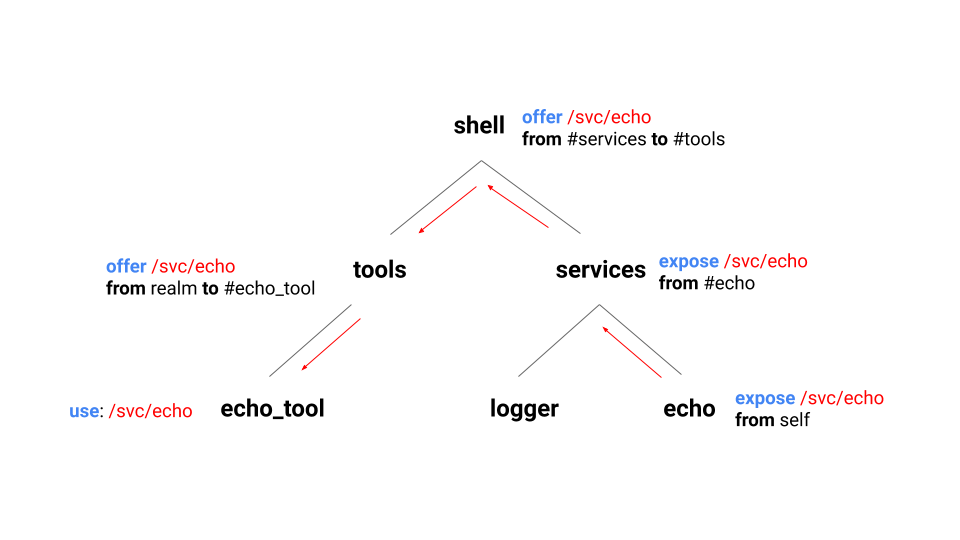 shell
offer /svc/echo
from #services to #tools
offer /svc/echo
from realm to #echo_tool
tools
services
expose /svc/echo
from #echo
use: /svc/echo
echo_tool
logger
echo
expose /svc/echo
from self